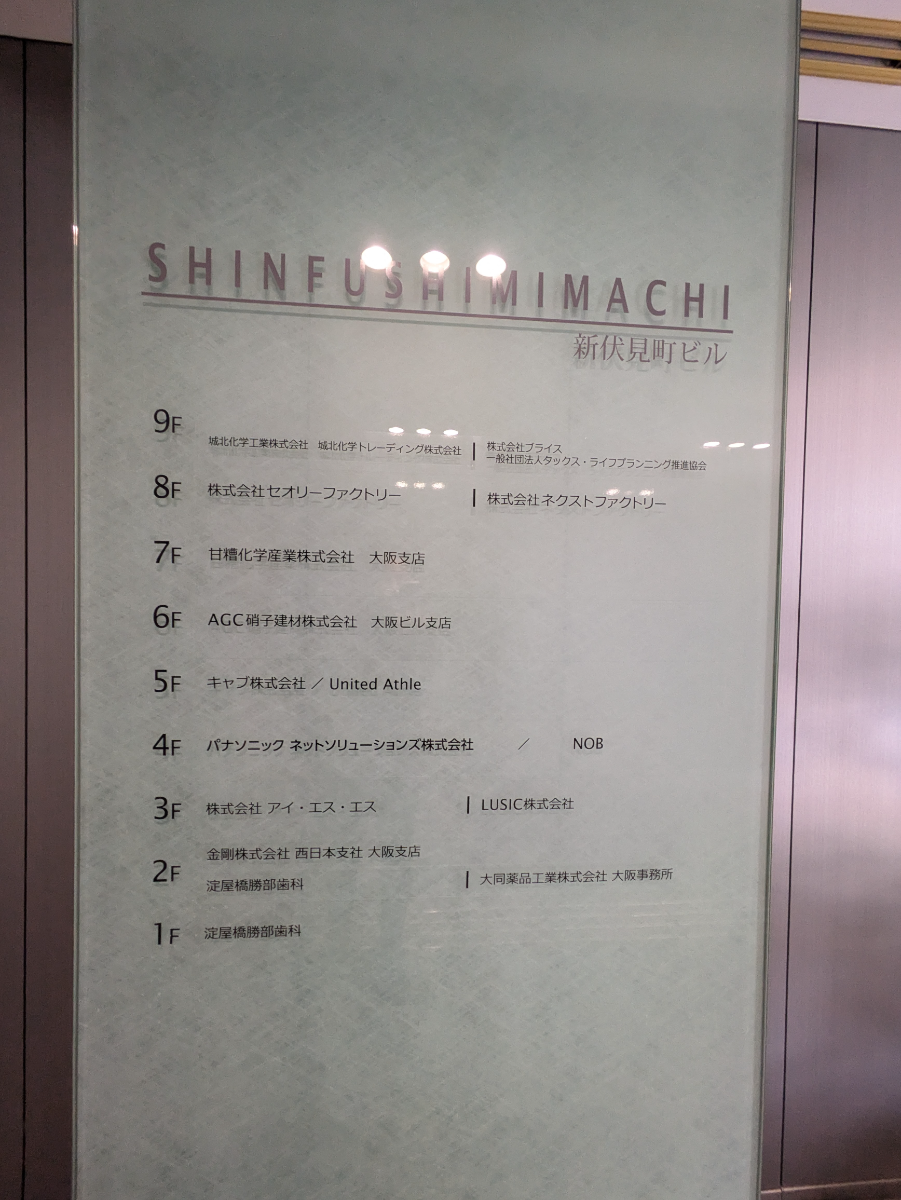 SHINFUSHIMIMACHI
新伏見町ビル
9F
城北化学工業株式会社 城北化学トレーディング株式会社 | 株式会社ブライス
一般社団法人タックス・ライフプランニング推進協会
8F 株式会社セオリーファクトリー | 株式会社ネクストファクトリー
7F 甘糟化学産業株式会社 大阪支店
6F AGC硝子建材株式会社 大阪ビル支店
5F キャブ株式会社 / United Athle
4F パナソニック ネットソリューションズ株式会社 / NOB
3F 株式会社 アイ・エス・エス | LUSIC株式会社
金剛株式会社 西日本支社 大阪支店
2F 淀屋橋勝部歯科 | 大同薬品工業株式会社 大阪事務所
1F 淀屋橋勝部歯科